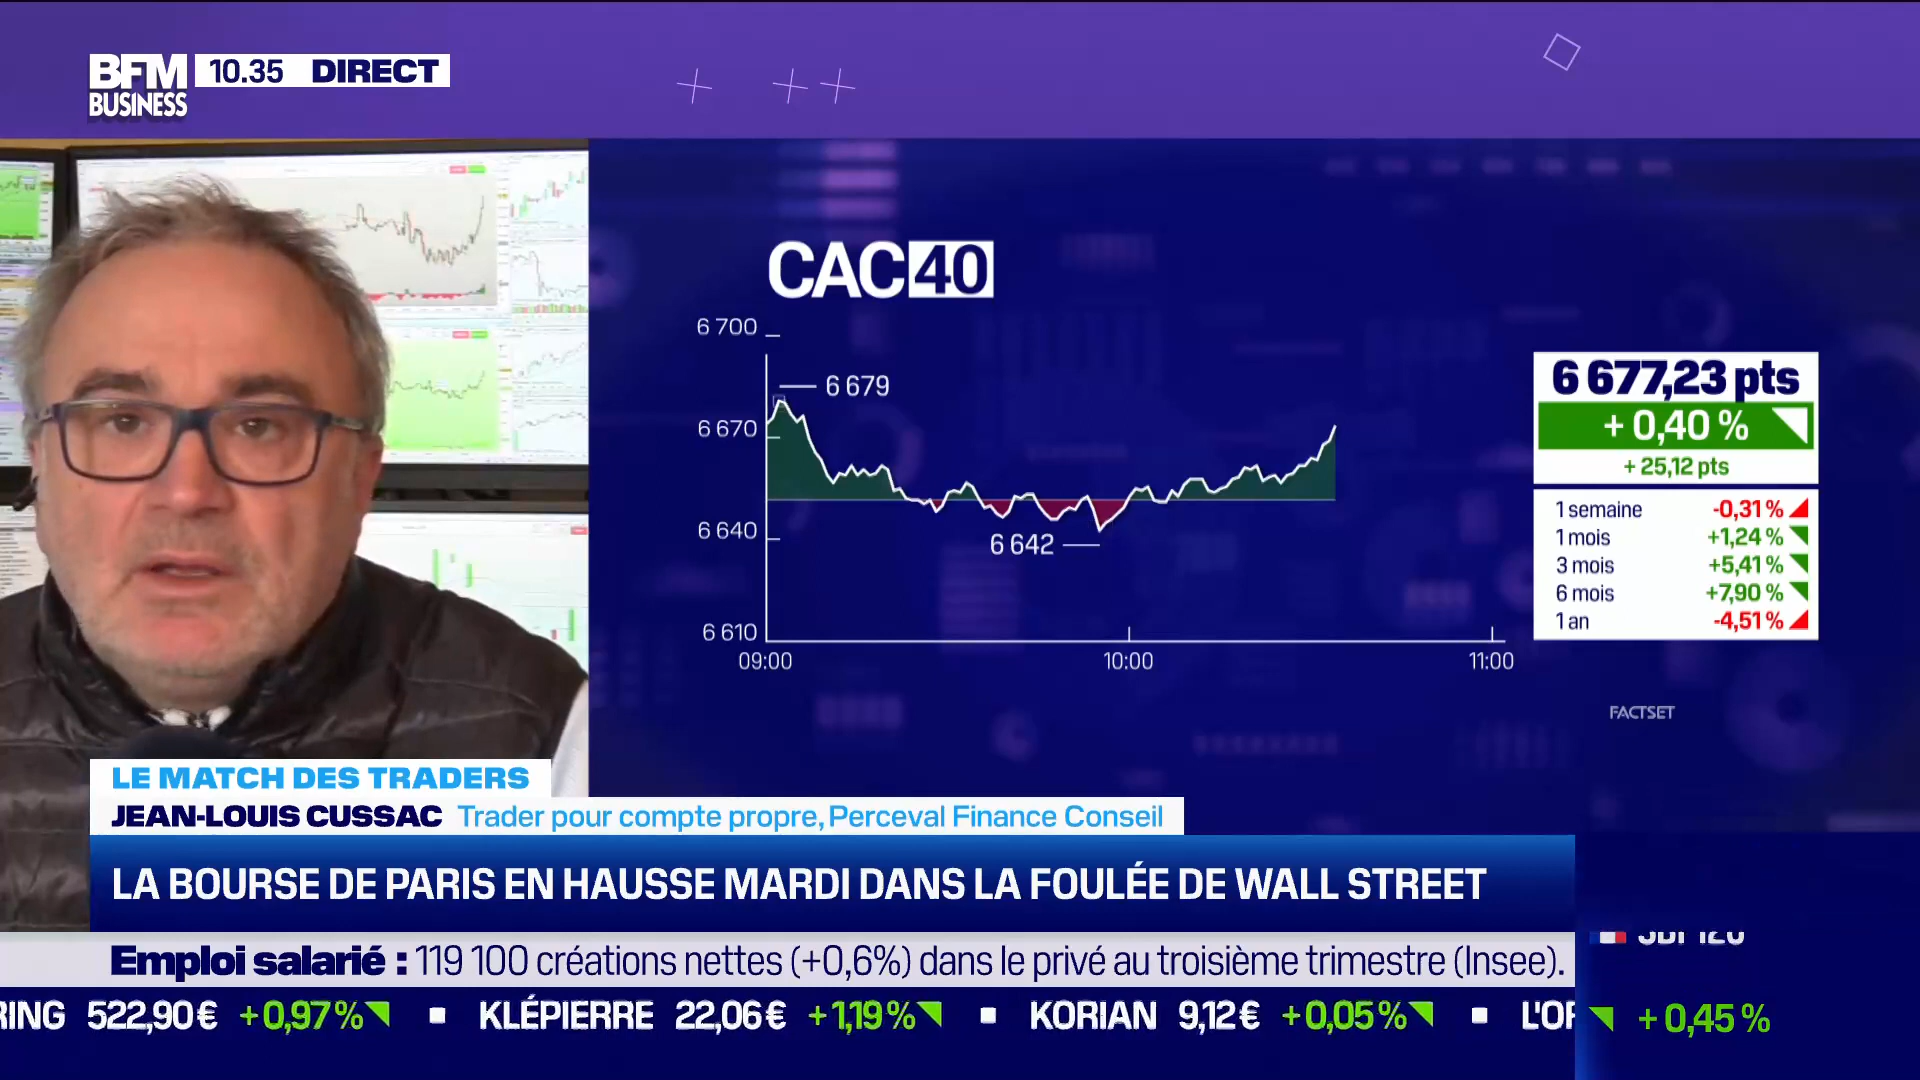 BFM
BUSINESS
10.35 DIRECT
CAC40
6 700
6 679
6 670
6 642
6 640
6 610
09:00 10:00 11:00
6 677,23 pts
+ 0,40 %
+ 25,12 pts
1 semaine -0,31 %
1 mois +1,24 %
3 mois +5,41 %
6 mois +7,90 %
1 an -4,51 %
FACTSET
LE MATCH DES TRADERS
JEAN-LOUIS CUSSAC Trader pour compte propre, Perceval Finance Conseil
LA BOURSE DE PARIS EN HAUSSE MARDI DANS LA FOULÉE DE WALL STREET
Emploi salarié : 119 100 créations nettes (+0,6%) dans le privé au troisième trimestre (Insee).
RING 522,90€ +0,97% KLÉPIERRE 22,06€ +1,19% KORIAN 9,12€ +0,05% L'OR
+ 0,45 %